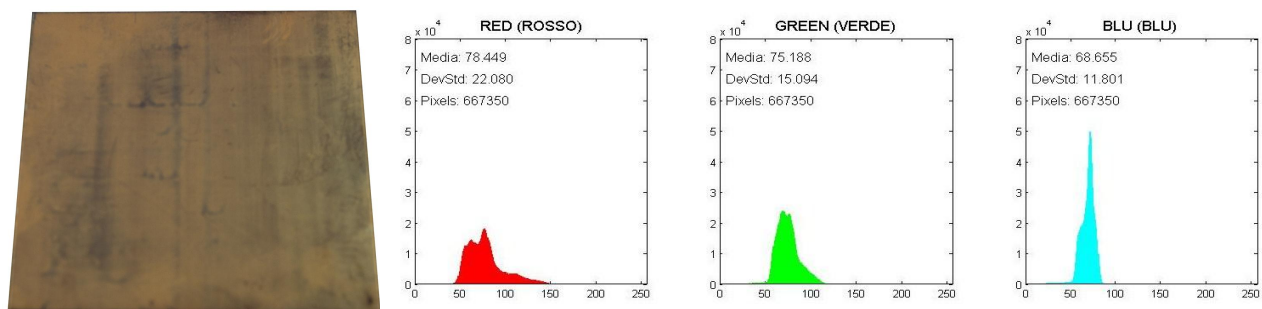 RED (ROSSO)
x 10⁴
8
7
6
5
4
3
2
1
0
Media: 78.449
DevStd: 22.080
Pixels: 667350
0 50 100 150 200 250
GREEN (VERDE)
x 10⁴
8
7
6
5
4
3
2
1
0
Media: 75.188
DevStd: 15.094
Pixels: 667350
0 50 100 150 200 250
BLU (BLU)
x 10⁴
8
7
6
5
4
3
2
1
0
Media: 68.655
DevStd: 11.801
Pixels: 667350
0 50 100 150 200 250